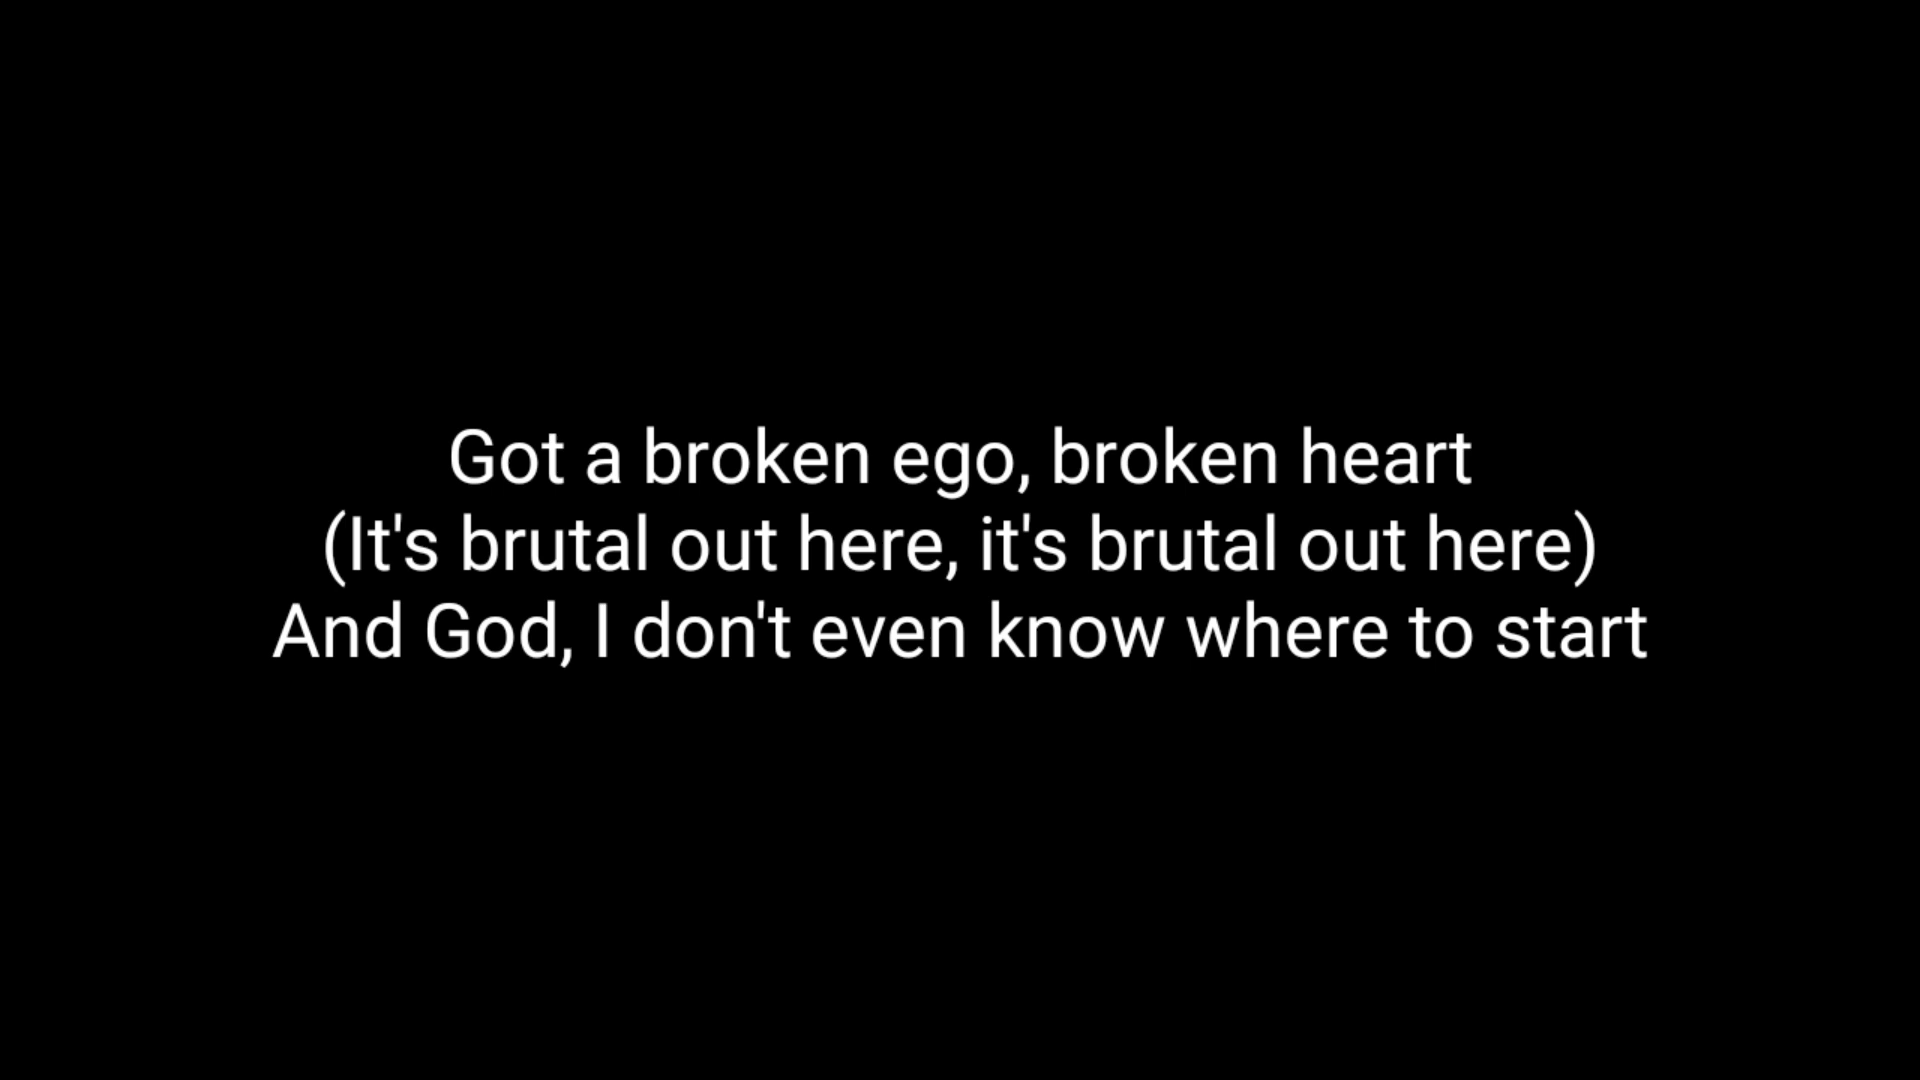 Got a broken ego, broken heart
(It's brutal out here, it's brutal out here)
And God, I don't even know where to start